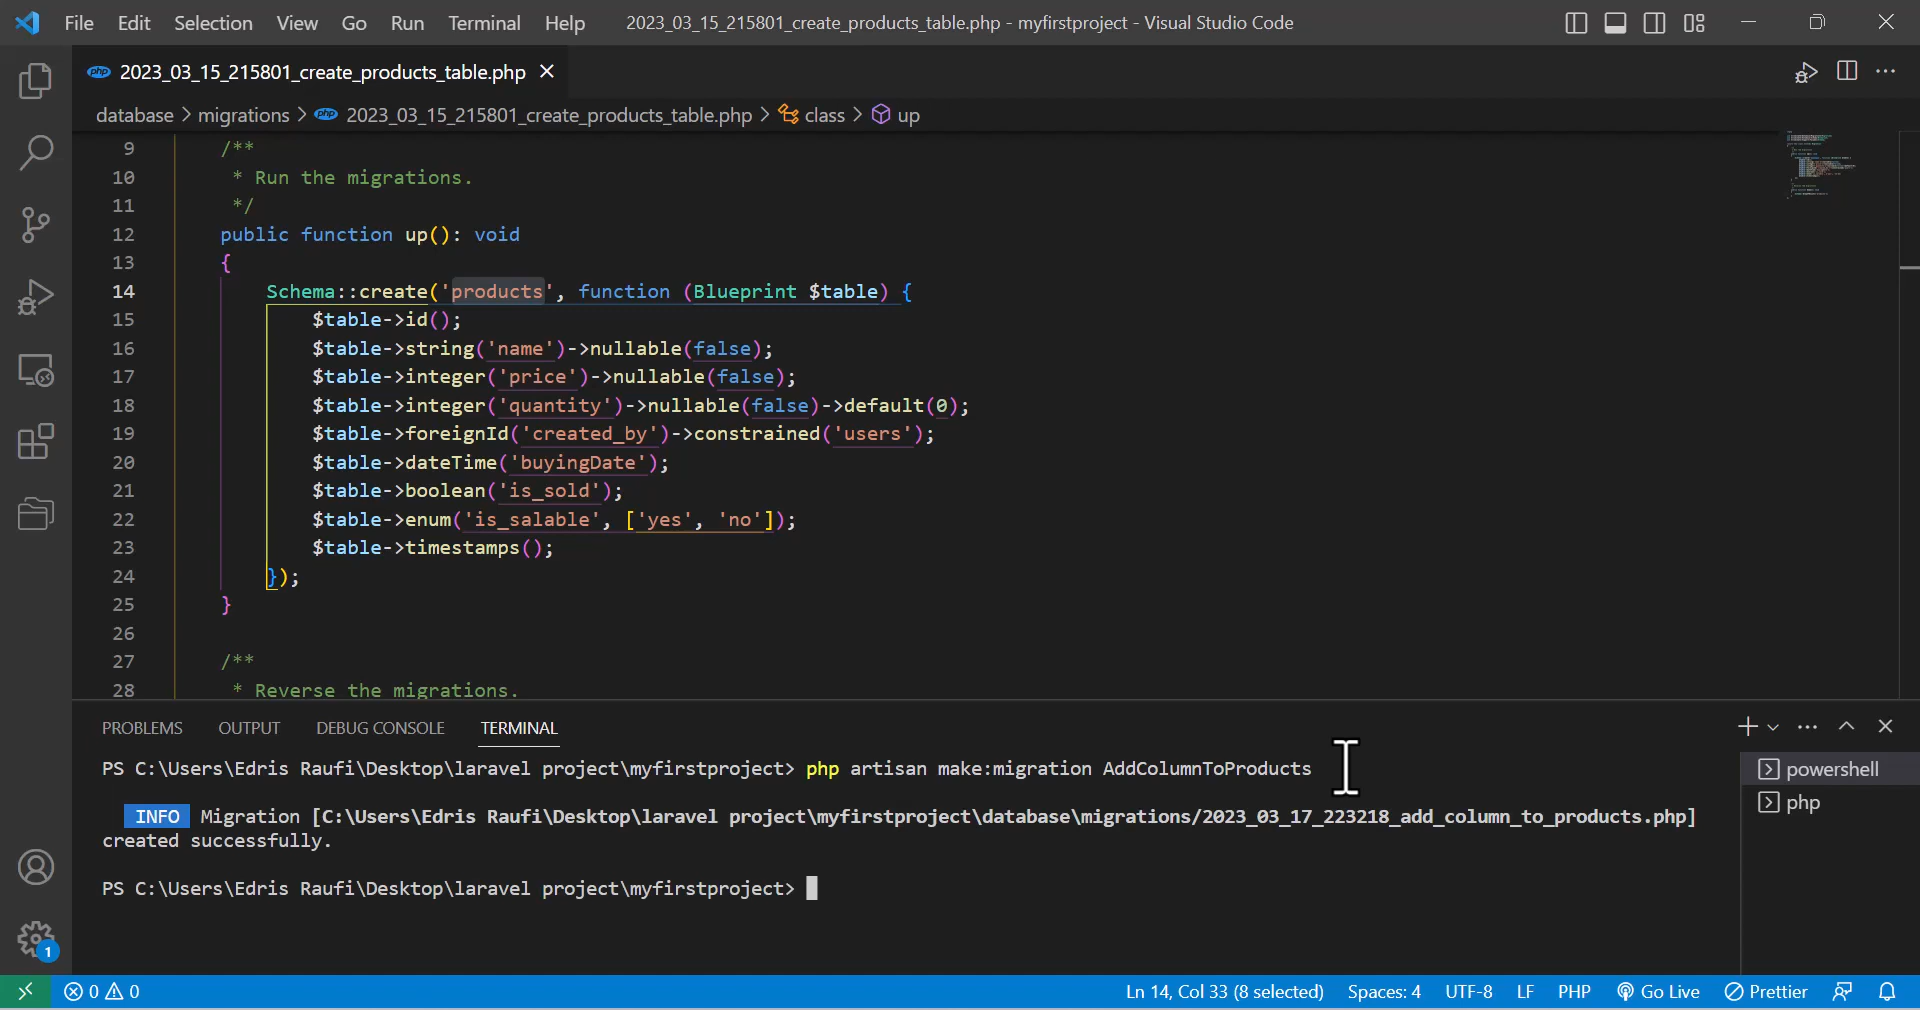 File Edit Selection View Go Run Terminal Help 2023_03_15_215801_create_products_table.php - myfirstproject - Visual Studio Code
php 2023_03_15_215801_create_products_table.php
database > migrations > php 2023_03_15_215801_create_products_table.php > class > up
9 /**
10 * Run the migrations.
11 */
12 public function up(): void
13 {
14 Schema::create('products', function (Blueprint $table) {
15 $table->id();
16 $table->string('name')->nullable(false);
17 $table->integer('price')->nullable(false);
18 $table->integer('quantity')->nullable(false)->default(0);
19 $table->foreignId('created_by')->constrained('users');
20 $table->dateTime('buyingDate');
21 $table->boolean('is_sold');
22 $table->enum('is_salable', ['yes', 'no']);
23 $table->timestamps();
24 });
25 }
26
27 /**
28 * Reverse the migrations.
PROBLEMS OUTPUT DEBUG CONSOLE TERMINAL
PS C:\Users\Edris Raufi\Desktop\laravel project\myfirstproject> php artisan make:migration AddColumnToProducts
INFO Migration [C:\Users\Edris Raufi\Desktop\laravel project\myfirstproject\database\migrations/2023_03_17_223218_add_column_to_products.php]
created successfully.
PS C:\Users\Edris Raufi\Desktop\laravel project\myfirstproject>
powershell
php
1
0 0 Ln 14, Col 33 (8 selected) Spaces: 4 UTF-8 LF PHP Go Live Prettier